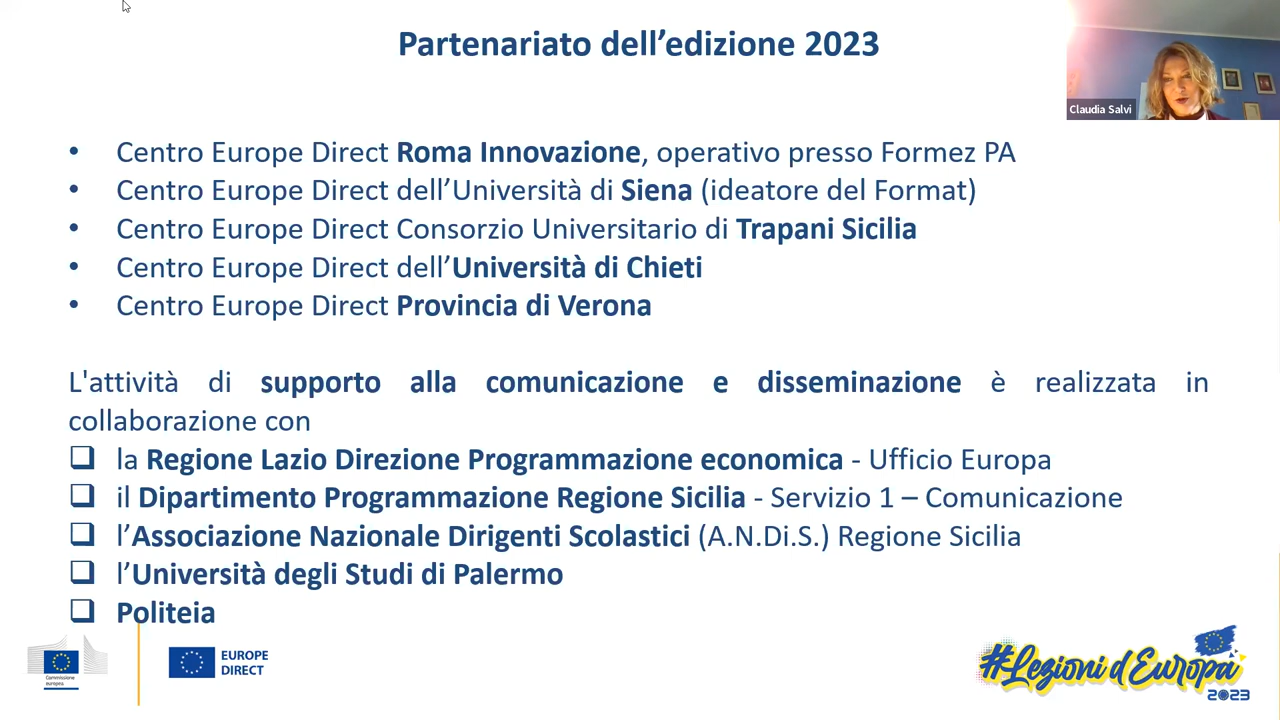 Partenariato dell’edizione 2023
Claudia Salvi
• Centro Europe Direct Roma Innovazione, operativo presso Formez PA
• Centro Europe Direct dell’Università di Siena (ideatore del Format)
• Centro Europe Direct Consorzio Universitario di Trapani Sicilia
• Centro Europe Direct dell’Università di Chieti
• Centro Europe Direct Provincia di Verona
L'attività di supporto alla comunicazione e disseminazione è realizzata in
collaborazione con
❑ la Regione Lazio Direzione Programmazione economica - Ufficio Europa
❑ il Dipartimento Programmazione Regione Sicilia - Servizio 1 – Comunicazione
❑ l’Associazione Nazionale Dirigenti Scolastici (A.N.Di.S.) Regione Sicilia
❑ l’Università degli Studi di Palermo
❑ Politeia
Commissione
europea
EUROPE
DIRECT
#Lezioni d'Europa
2023